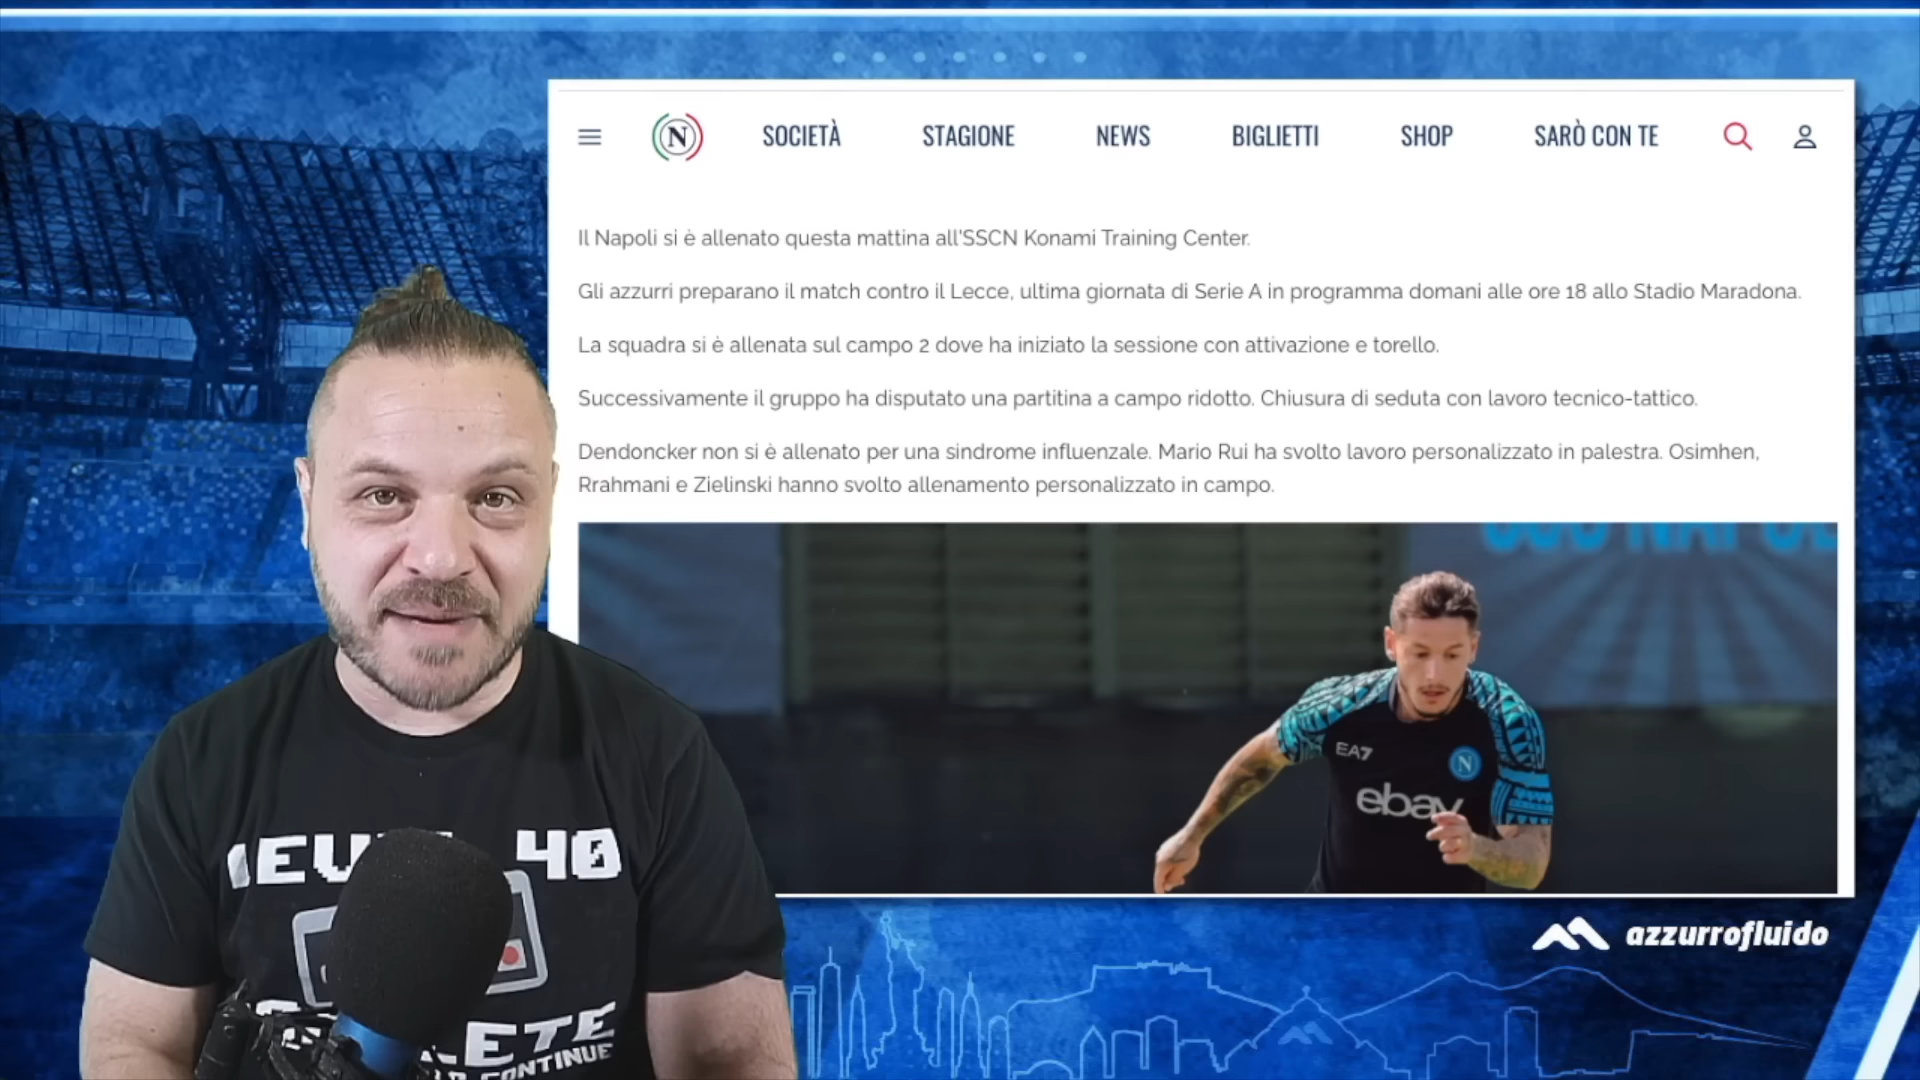 N
SOCIETÀ STAGIONE NEWS BIGLIETTI SHOP SARÒ CON TE
Il Napoli si è allenato questa mattina all'SSCN Konami Training Center.
Gli azzurri preparano il match contro il Lecce, ultima giornata di Serie A in programma domani alle ore 18 allo Stadio Maradona.
La squadra si è allenata sul campo 2 dove ha iniziato la sessione con attivazione e torello.
Successivamente il gruppo ha disputato una partitina a campo ridotto. Chiusura di seduta con lavoro tecnico-tattico.
Dendoncker non si è allenato per una sindrome influenzale. Mario Rui ha svolto lavoro personalizzato in palestra. Osimhen,
Rrahmani e Zielinski hanno svolto allenamento personalizzato in campo.
EA7
N
ebay
40
CONTINUE
azzurrofluido